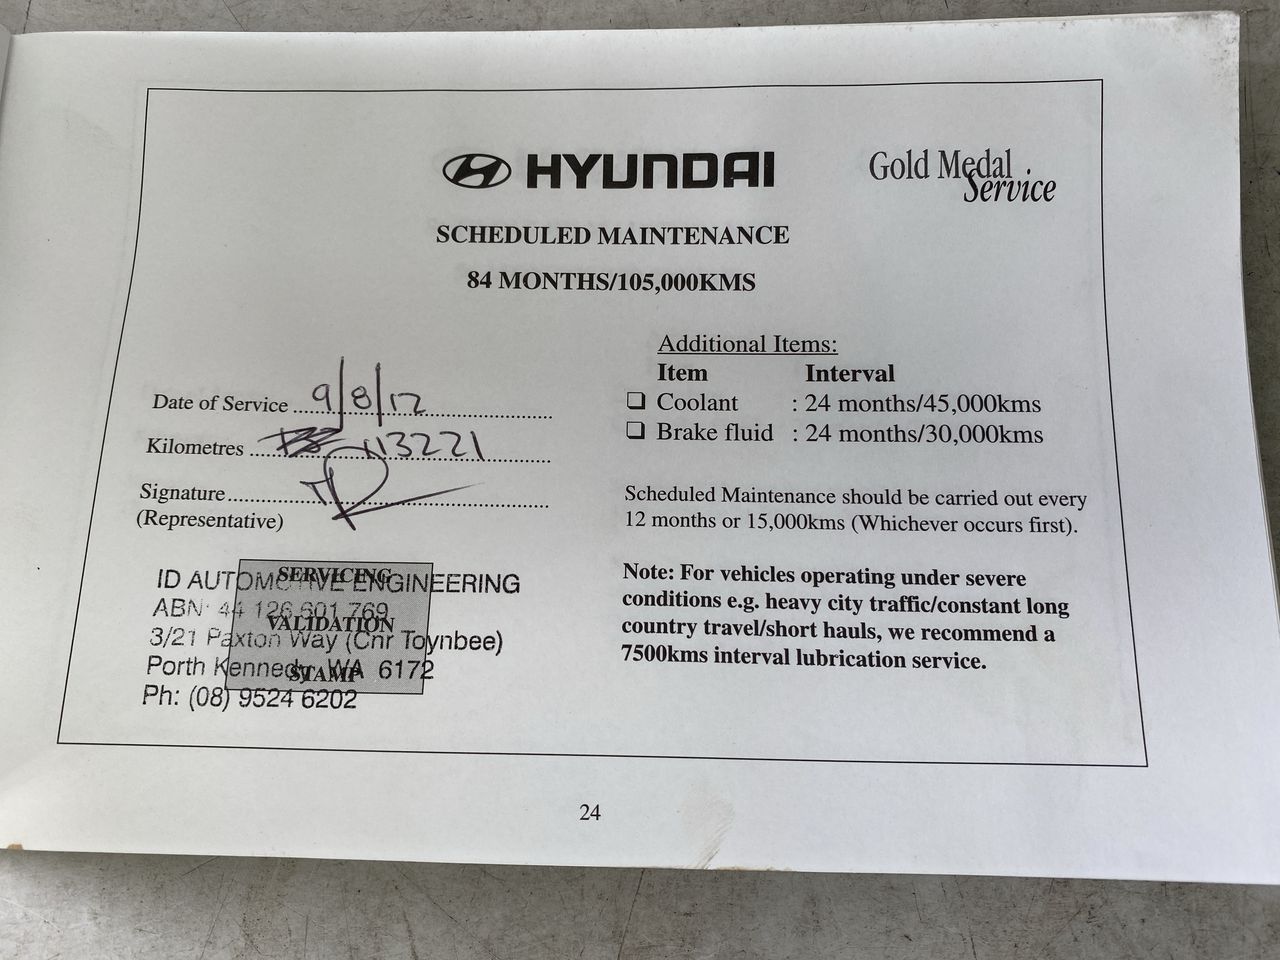 HYUNDAI
Gold Medal
Service
SCHEDULED MAINTENANCE
84 MONTHS/105,000KMS
Date of Service 9/8/12
Kilometres 113221
Signature
(Representative)
Additional Items:
Item Interval
❑ Coolant : 24 months/45,000kms
❑ Brake fluid : 24 months/30,000kms
Scheduled Maintenance should be carried out every
12 months or 15,000kms (Whichever occurs first).
Note: For vehicles operating under severe
conditions e.g. heavy city traffic/constant long
country travel/short hauls, we recommend a
7500kms interval lubrication service.
SERVICING
VALIDATION
STAMP
ID AUTOMOTIVE ENGINEERING
ABN: 44 126 601 769
3/21 Paxton Way (Cnr Toynbee)
Porth Kennedy WA 6172
Ph: (08) 9524 6202
24